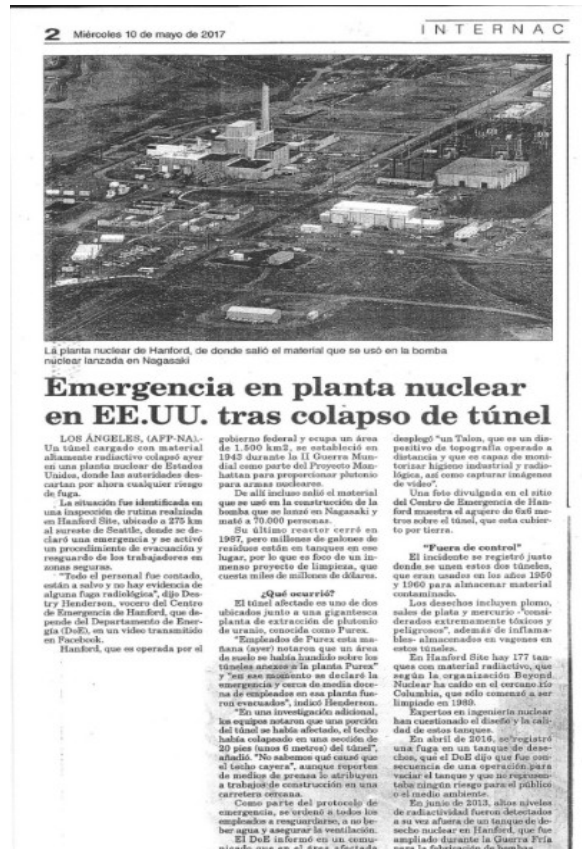 2 Miércoles 10 de mayo de 2017
INTERNAC
La planta nuclear de Hanford, de donde salió el material que se usó en la bomba
nuclear lanzada en Nagasaki
Emergencia en planta nuclear
en EE.UU. tras colapso de túnel
LOS ÁNGELES, (AFP-NA).-
Un túnel cargado con material
altamente radiactivo colapsó ayer
en una planta nuclear de Estados
Unidos, donde las autoridades des-
cartan por ahora cualquier riesgo
de fuga.
La situación fue identificada en
una inspección de rutina realziada
en Hanford Site, ubicado a 275 km
al sureste de Seattle, donde se de-
claró una emergencia y se activó
un procedimiento de evacuación y
resguardo de los trabajadores en
zonas seguras.
"Todo el personal fue contado,
están a salvo y no hay evidencia de
alguna fuga radiológica", dijo Des-
try Henderson, vocero del Centro
de Emergencia de Hanford, que de-
pende del Departamento de Ener-
gía (DoE), en un video transmitido
en Facebook.
Hanford, que es operada por el
gobierno federal y ocupa un área
de 1.500 km2, se estableció en
1943 durante la II Guerra Mun-
dial como parte del Proyecto Man-
hattan para proporcionar plutonio
para armas nucleares.
De allí incluso salió el material
que se usó en la construcción de la
bomba que se lanzó en Nagasaki y
mató a 70.000 personas.
Su último reactor cerró en
1987, pero millones de galones de
residuos están en tanques en ese
lugar, por lo que es foco de un in-
menso proyecto de limpieza, que
cuesta miles de millones de dólares.
¿Qué ocurrió?
El túnel afectado es uno de dos
ubicados junto a una gigantesca
planta de extracción de plutonio
de uranio, conocida como Purex.
"Empleados de Purex esta ma-
ñana (ayer) notaron que un área
de suelo se había hundido sobre los
túneles anexos a la planta Purex"
y "en ese momento se declaró la
emergencia y cerca de media doce-
na de empleados en esa planta fue-
ron evacuados", indicó Henderson.
"En una investigación adicional,
los equipos notaron que una porción
del túnel se había afectado, el techo
había colapeado en una sección de
20 pies (unos 6 metros) del túnel",
añadió. "No sabemos qué causó que
el techo cayera", aunque reportes
de medios de prensa lo atribuyen
a trabajos de construcción en una
carretera cercana.
Como parte del protocolo de
emergencia, se ordenó a todos los
empleados a resguardarse, a no be-
ber agua y asegurar la ventilación.
El DoE informó en un comu-
nicado que en el área afectada
desplegó "un Talon, que es un dis-
positivo de topografía operado a
distancia y que es capaz de moni-
torizar higiene industrial y radio-
lógica, así como capturar imágenes
de video".
Una foto divulgada en el sitio
del Centro de Emergencia de Han-
ford muestra el agujero de 6x6 me-
tros sobre el túnel, que esta cubier-
to por tierra.
"Fuera de control"
El incidente se registró justo
donde se unen estos dos túneles,
que eran usados en los años 1950
y 1960 para almacenar material
contaminado.
Los desechos incluyen plomo,
sales de plata y mercurio -"consi-
derados extremamente tóxicos y
peligrosos", además de inflama-
bles- almacenados en vagones en
estos túneles.
En Hanford Site hay 177 tan-
ques con material radiactivo, que
según la organización Beyond
Nuclear ha caído en el cercano río
Columbia, que sólo comenzó a ser
limpiado en 1989.
Expertos en ingeniería nuclear
han cuestionado el diseño y la cali-
dad de estos tanques.
En abril de 2016, se registró
una fuga en un tanque de dese-
chos, que el DoE dijo que fue con-
secuencia de una operación para
vaciar el tanque y que no represen-
taba ningún riesgo para el público
o el medio ambiente.
En junio de 2013, altos niveles
de radiactividad fueron detectados
a su vez afuera de un tanque de de-
secho nuclear en Hanford, que fue
ampliado durante la Guerra Fría
para la fabricación de bombas